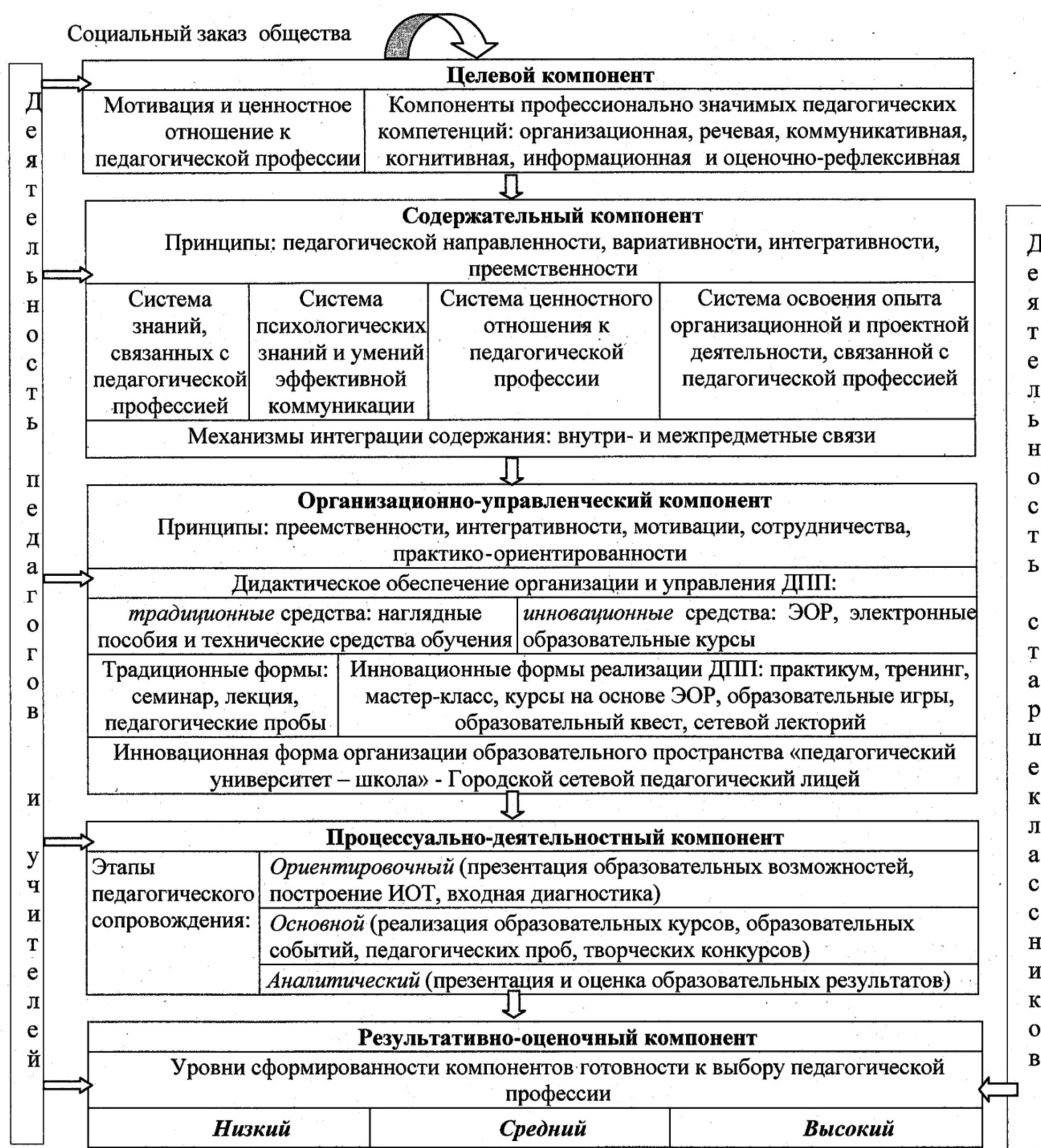 Социальный заказ общества
Деятельность педагогов и учителей
Целевой компонент
Мотивация и ценностное
отношение к
педагогической профессии
Компоненты профессионально значимых педагогических
компетенций: организационная, речевая, коммуникативная,
когнитивная, информационная и оценочно-рефлексивная
Содержательный компонент
Принципы: педагогической направленности, вариативности, интегративности,
преемственности
Система
знаний,
связанных с
педагогической
профессией
Система
психологических
знаний и умений
эффективной
коммуникации
Система ценностного
отношения к
педагогической
профессии
Система освоения опыта
организационной и проектной
деятельности, связанной с
педагогической профессией
Механизмы интеграции содержания: внутри- и межпредметные связи
Организационно-управленческий компонент
Принципы: преемственности, интегративности, мотивации, сотрудничества,
практико-ориентированности
Дидактическое обеспечение организации и управления ДПП:
традиционные средства: наглядные
пособия и технические средства обучения
инновационные средства: ЭОР, электронные
образовательные курсы
Традиционные формы:
семинар, лекция,
педагогические пробы
Инновационные формы реализации ДПП: практикум, тренинг,
мастер-класс, курсы на основе ЭОР, образовательные игры,
образовательный квест, сетевой лекторий
Инновационная форма организации образовательного пространства «педагогический
университет – школа» - Городской сетевой педагогический лицей
Процессуально-деятельностный компонент
Этапы
педагогического
сопровождения:
Ориентировочный (презентация образовательных возможностей,
построение ИОТ, входная диагностика)
Основной (реализация образовательных курсов, образовательных
событий, педагогических проб, творческих конкурсов)
Аналитический (презентация и оценка образовательных результатов)
Результативно-оценочный компонент
Уровни сформированности компонентов готовности к выбору педагогической
профессии
Низкий
Средний
Высокий
Деятельность старшеклассников